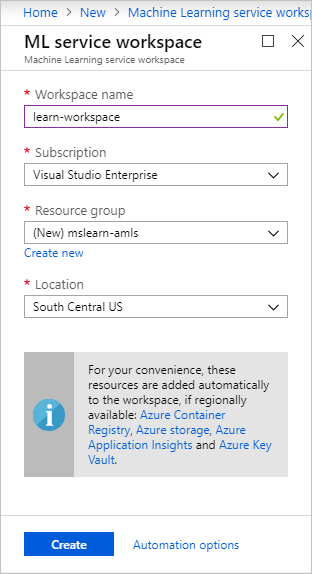 Home > New > Machine Learning service worksp
ML service workspace
Machine Learning service workspace
* Workspace name
learn-workspace
* Subscription
Visual Studio Enterprise
* Resource group
(New) mslearn-amls
Create new
* Location
South Central US
For your convenience, these
resources are added automatically
to the workspace, if regionally
available: Azure Container
Registry, Azure storage, Azure
Application Insights and Azure Key
Vault.
Create
Automation options